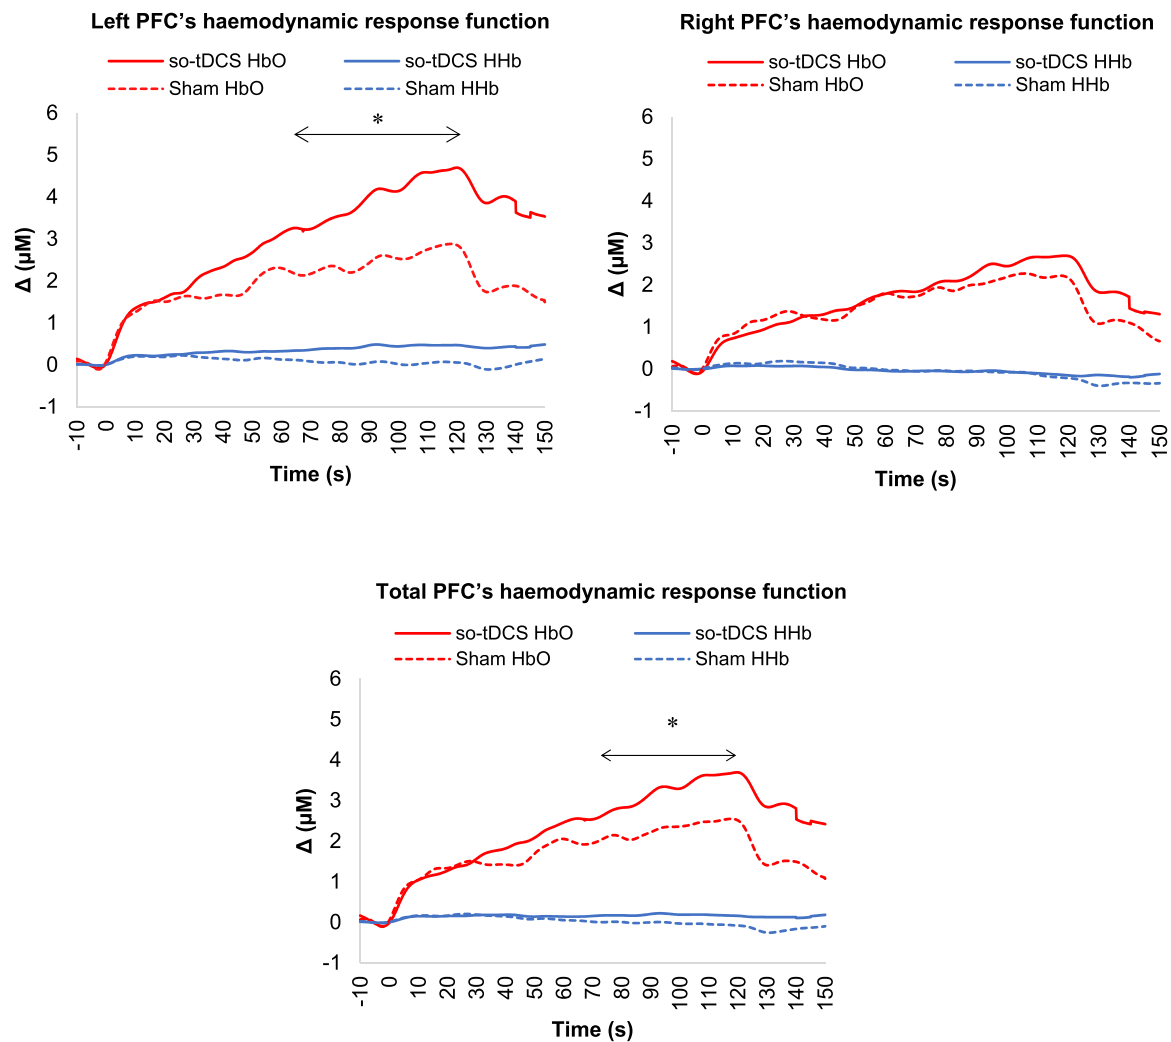 Left PFC’s haemodynamic response function
so-tDCS HbO so-tDCS HHb
Sham HbO Sham HHb
*
6
5
4
3
2
1
0
-1
Δ (µM)
-10 0 10 20 30 40 50 60 70 80 90 100 110 120 130 140 150
Time (s)
Right PFC’s haemodynamic response function
so-tDCS HbO so-tDCS HHb
Sham HbO Sham HHb
6
5
4
3
2
1
0
-1
Δ (µM)
-10 0 10 20 30 40 50 60 70 80 90 100 110 120 130 140 150
Time (s)
Total PFC’s haemodynamic response function
so-tDCS HbO so-tDCS HHb
Sham HbO Sham HHb
*
6
5
4
3
2
1
0
-1
Δ (µM)
-10 0 10 20 30 40 50 60 70 80 90 100 110 120 130 140 150
Time (s)